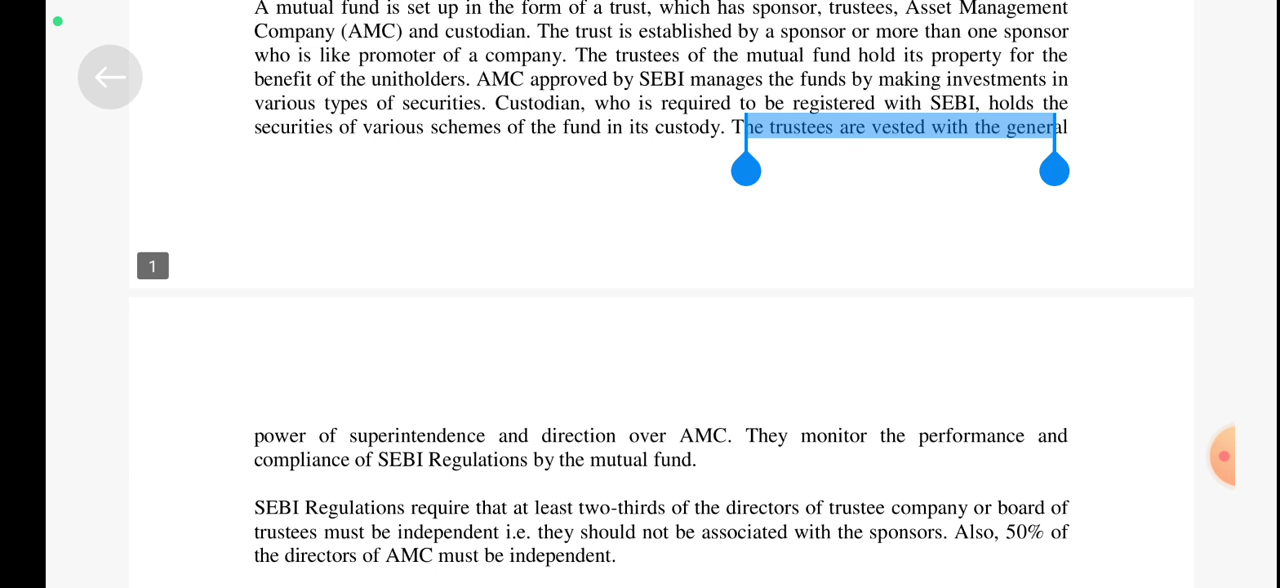 A mutual fund is set up in the form of a trust, which has sponsor, trustees, Asset Management
Company (AMC) and custodian. The trust is established by a sponsor or more than one sponsor
who is like promoter of a company. The trustees of the mutual fund hold its property for the
benefit of the unitholders. AMC approved by SEBI manages the funds by making investments in
various types of securities. Custodian, who is required to be registered with SEBI, holds the
securities of various schemes of the fund in its custody. The trustees are vested with the general
1
power of superintendence and direction over AMC. They monitor the performance and
compliance of SEBI Regulations by the mutual fund.
SEBI Regulations require that at least two-thirds of the directors of trustee company or board of
trustees must be independent i.e. they should not be associated with the sponsors. Also, 50% of
the directors of AMC must be independent.